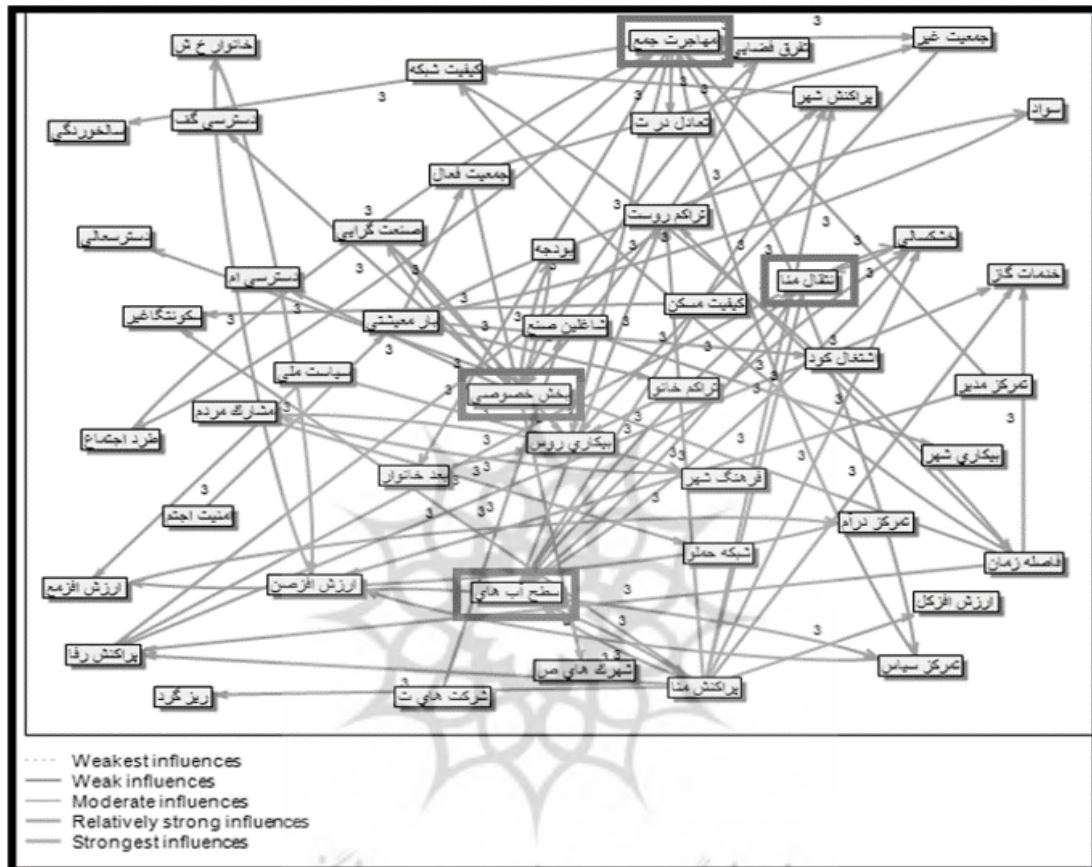 مهاجرت جمع
جمعیت غیر
تفرق فضایی
خانوار خ ش
کیفیت شبکه
پراکنش شهر
سواد
سالخوردگی
دسترسی گف
تعادل در ت
جمعیت فعال
تراکم روست
صنعت گرایی
دسترسعالی
بودجه
خشکسالی
دسترسی ام
انتقال منا
خدمات گاز
کیفیت مسکن
سکونتگاغیر
بار معیشتی
شاغلین صنع
اشتغال کود
سیاست ملی
تراکم خانو
تمرکز مدیر
بخش خصوصی
مشارک مردم
طرد اجتماع
بیکاری روس
بیکاری شهر
بعد خانوار
فرهنگ شهر
امنیت اجتم
تمرکز درام
شبکه حملو
فاصله زمان
ارزش افزمع
ارزش افزصن
سطح آب های
ارزش افزکل
پراکنش رفا
شهرک های ص
تمرکز سیاس
پراکنش منا
ریز گرد
شرکت های ت
3
Weakest influences
Weak influences
Moderate influences
Relatively strong influences
Strongest influences